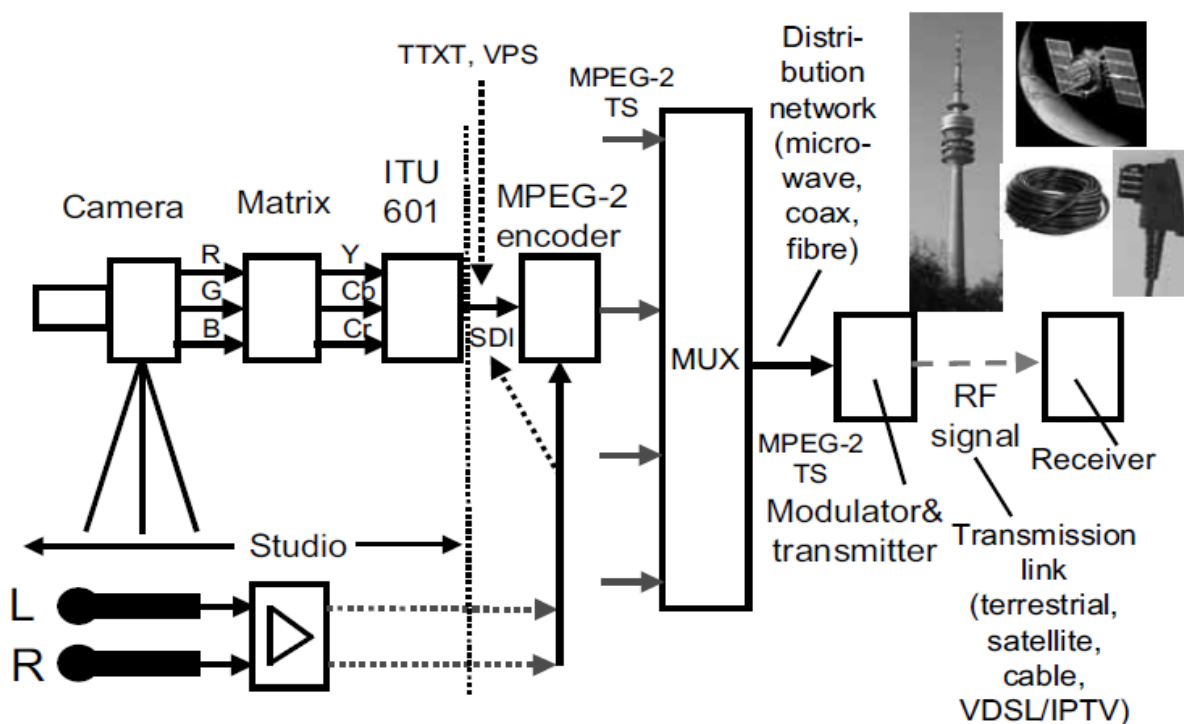 TTXT, VPS
MPEG-2
TS
Distri-
bution
network
(micro-
wave,
coax,
fibre)
ITU
601
MPEG-2
encoder
Camera
Matrix
R
G
B
Y
Cb
Cr
SDI
MUX
MPEG-2
TS
RF
signal
Receiver
Modulator&
transmitter
Transmission
link
(terrestrial,
satellite,
cable,
VDSL/IPTV)
Studio
L
R